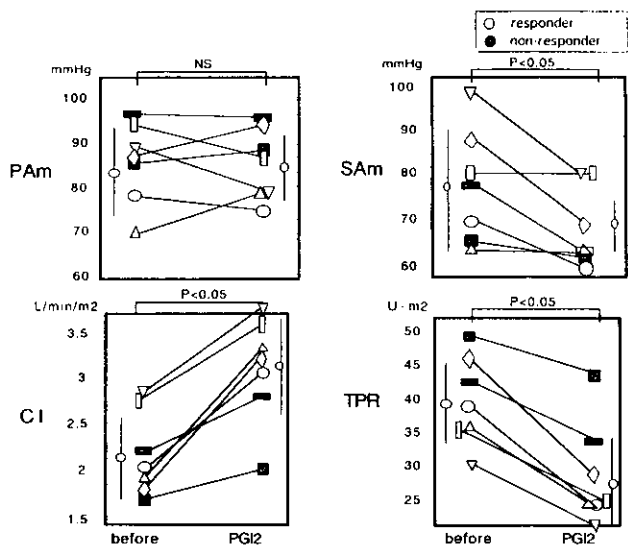 responder
non-responder
mmHg
NS
100
90
80
70
60
PAm
mmHg
P<0.05
100
90
80
70
60
SAm
L/min/m2
P<0.05
3.5
3
2.5
2
1.5
CI
before
PGI2
U·m2
P<0.05
50
45
40
35
30
25
TPR
before
PGI2